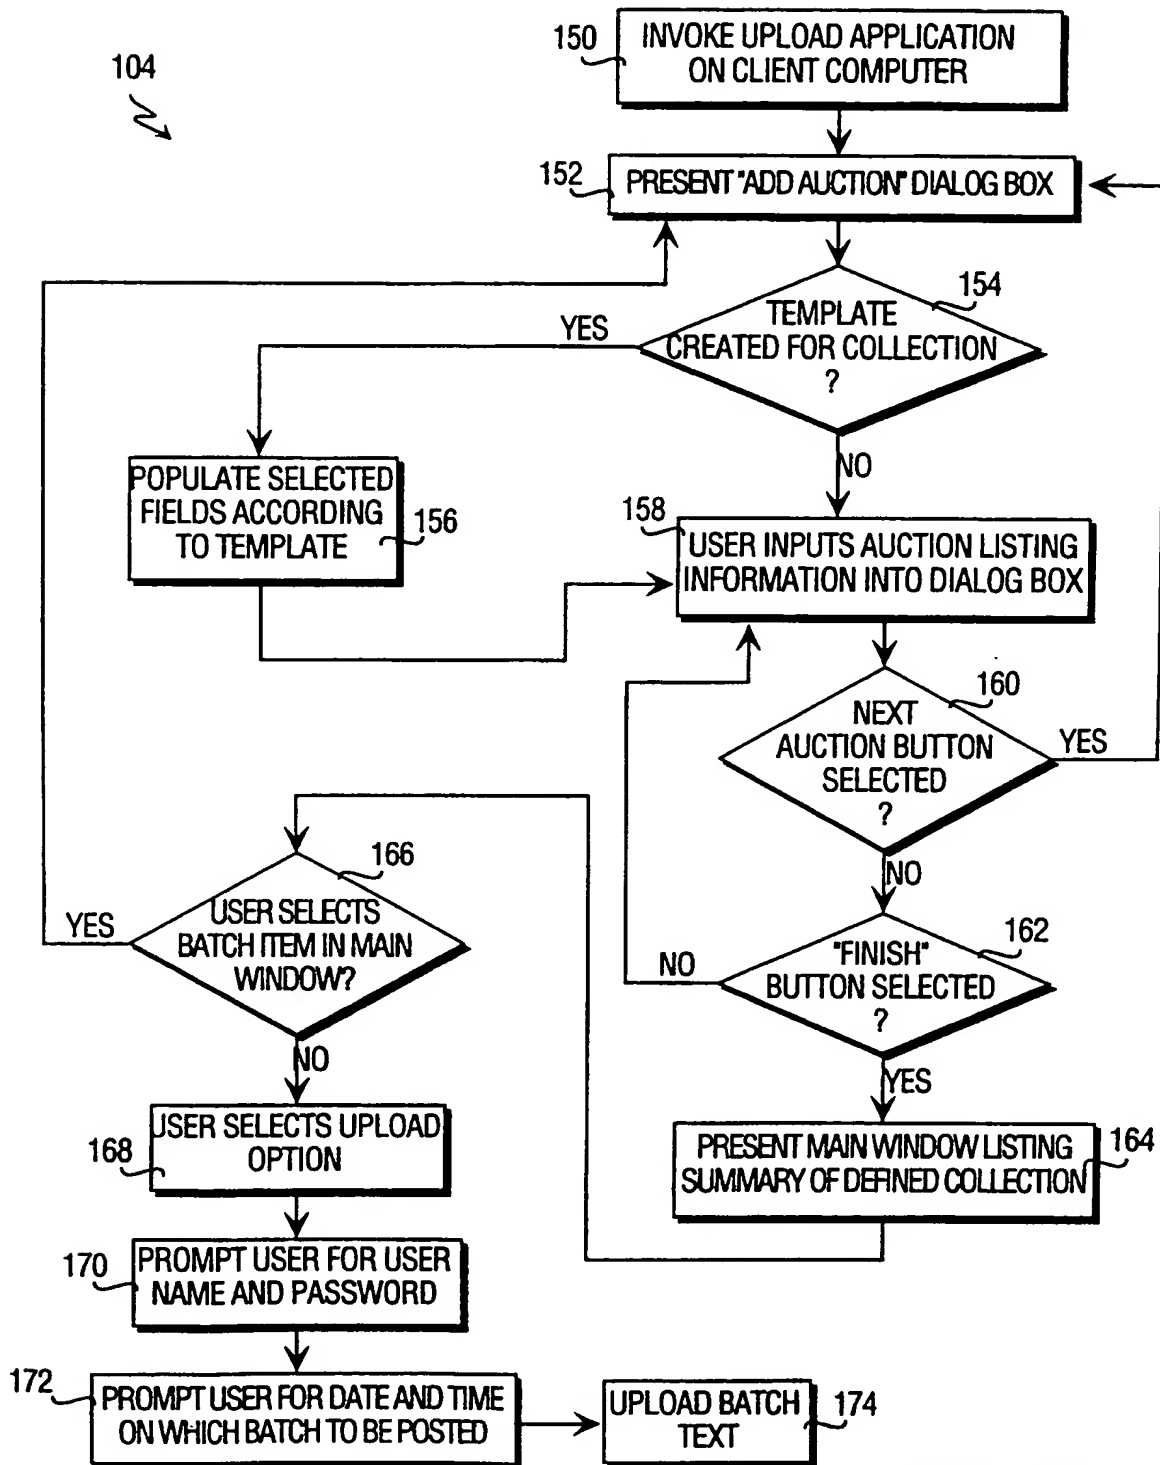 104
150
INVOKE UPLOAD APPLICATION
ON CLIENT COMPUTER
152
PRESENT "ADD AUCTION" DIALOG BOX
154
TEMPLATE
CREATED FOR COLLECTION
?
YES
NO
POPULATE SELECTED
FIELDS ACCORDING
TO TEMPLATE
156
158
USER INPUTS AUCTION LISTING
INFORMATION INTO DIALOG BOX
160
NEXT
AUCTION BUTTON
SELECTED
?
YES
NO
162
"FINISH"
BUTTON SELECTED
?
NO
YES
PRESENT MAIN WINDOW LISTING
SUMMARY OF DEFINED COLLECTION
164
166
USER SELECTS
BATCH ITEM IN MAIN
WINDOW?
YES
NO
USER SELECTS UPLOAD
OPTION
168
170
PROMPT USER FOR USER
NAME AND PASSWORD
172
PROMPT USER FOR DATE AND TIME
ON WHICH BATCH TO BE POSTED
UPLOAD BATCH
TEXT
174